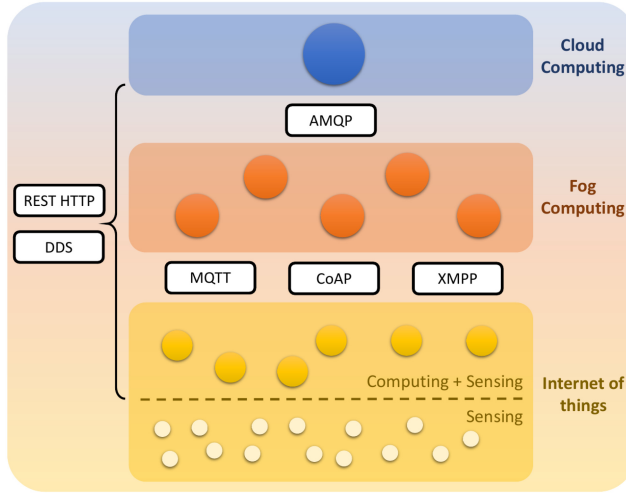 Cloud
Computing
AMQP
Fog
Computing
REST HTTP
DDS
MQTT
CoAP
XMPP
Computing + Sensing
Internet of
things
Sensing